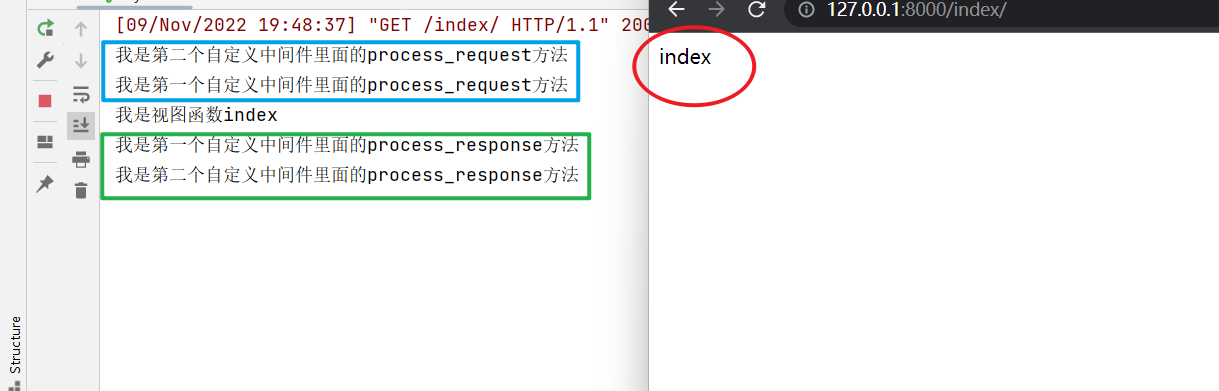 [09/Nov/2022 19:48:37] "GET /index/ HTTP/1.1" 200
我是第二个自定义中间件里面的process_request方法
我是第一个自定义中间件里面的process_request方法
我是视图函数index
我是第一个自定义中间件里面的process_response方法
我是第二个自定义中间件里面的process_response方法
Structure
127.0.0.1:8000/index/
index